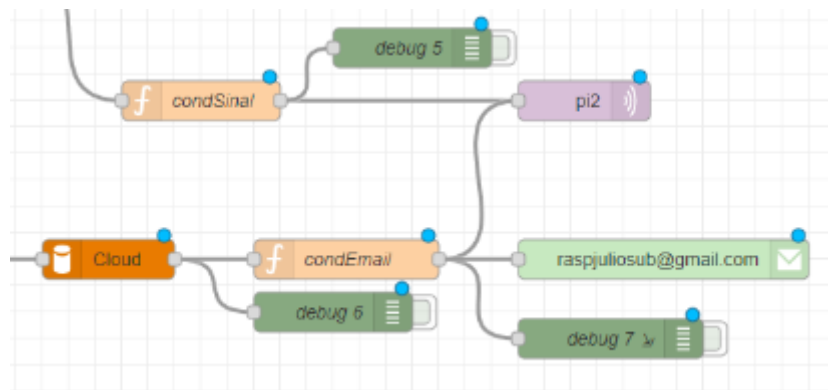 debug 5
condSinal
pi2
Cloud
condEmail
raspjuliosub@gmail.com
debug 6
debug 7